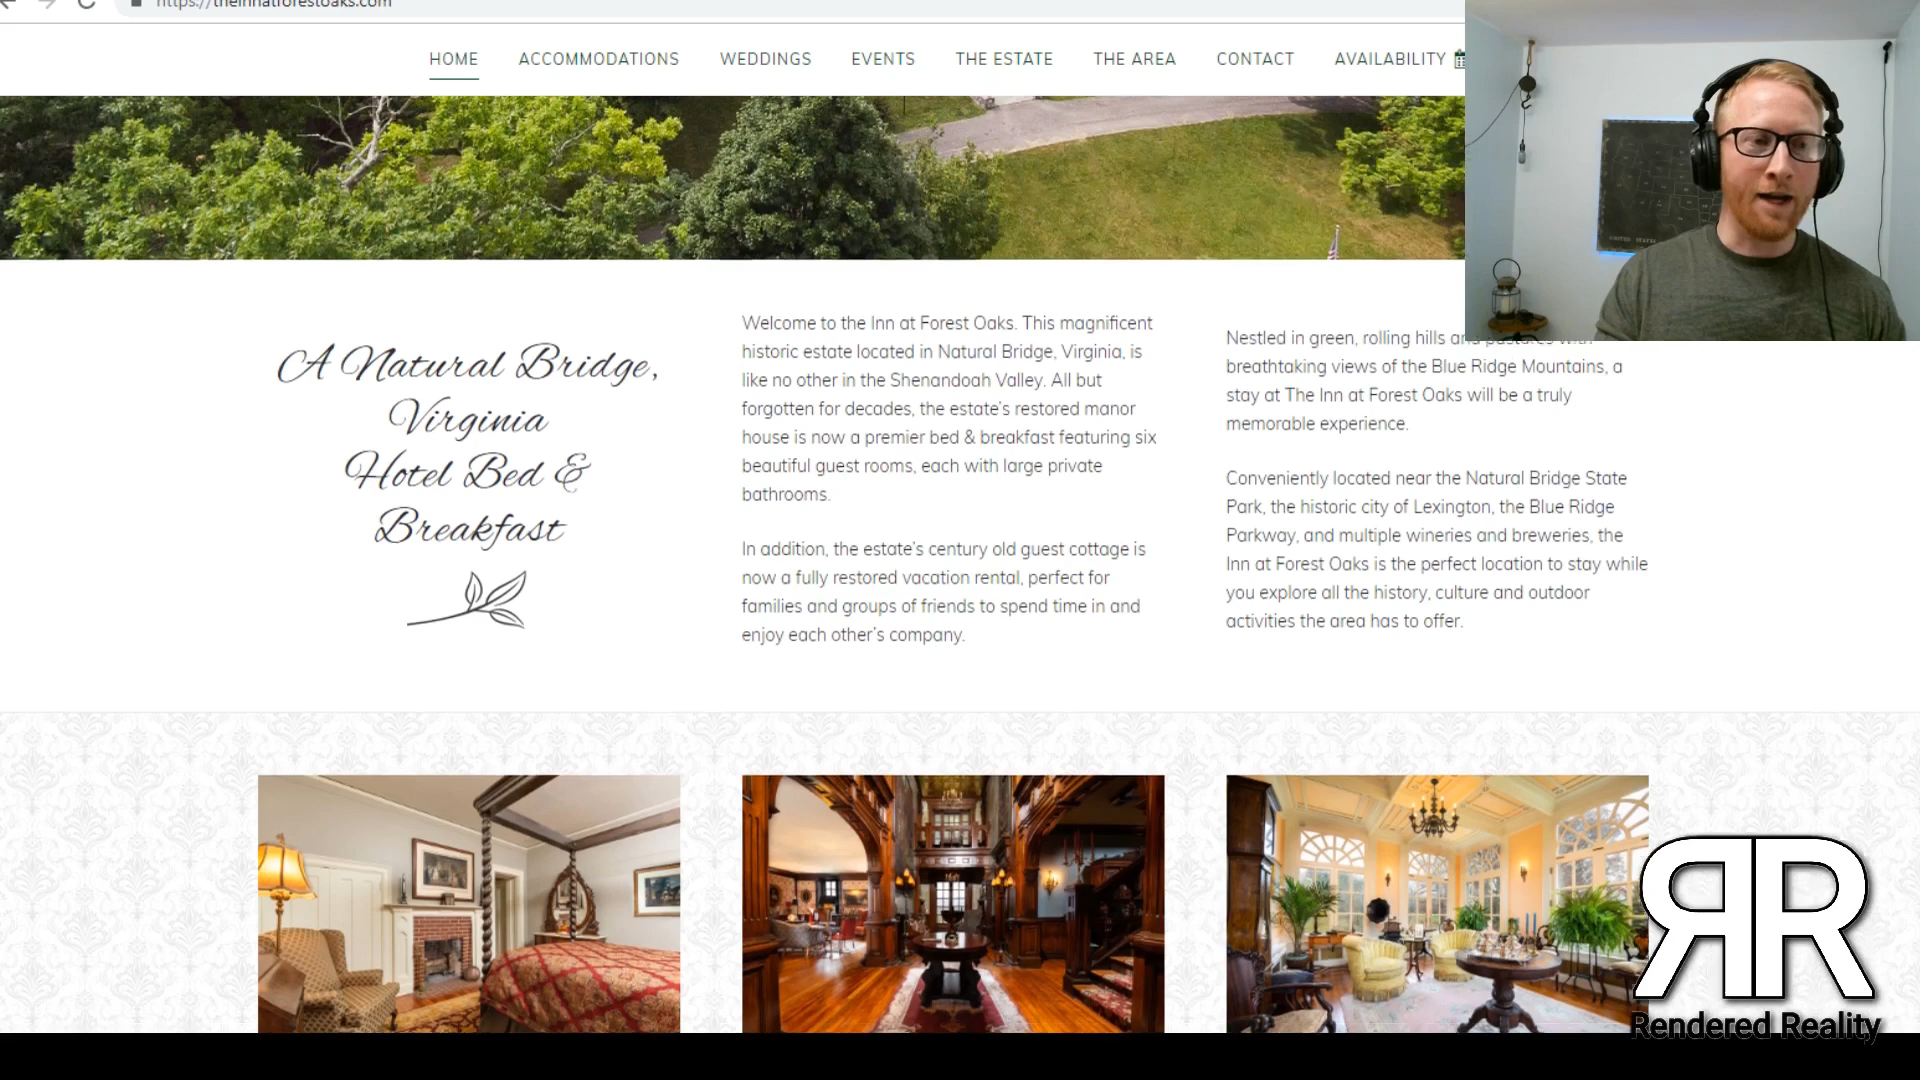 https://theinnatforestoaks.com
HOME ACCOMMODATIONS WEDDINGS EVENTS THE ESTATE THE AREA CONTACT AVAILABILITY
A Natural Bridge,
Virginia
Hotel Bed &
Breakfast
Welcome to the Inn at Forest Oaks. This magnificent
historic estate located in Natural Bridge, Virginia, is
like no other in the Shenandoah Valley. All but
forgotten for decades, the estate's restored manor
house is now a premier bed & breakfast featuring six
beautiful guest rooms, each with large private
bathrooms.
In addition, the estate's century old guest cottage is
now a fully restored vacation rental, perfect for
families and groups of friends to spend time in and
enjoy each other's company.
Nestled in green, rolling hills and pastures with
breathtaking views of the Blue Ridge Mountains, a
stay at The Inn at Forest Oaks will be a truly
memorable experience.
Conveniently located near the Natural Bridge State
Park, the historic city of Lexington, the Blue Ridge
Parkway, and multiple wineries and breweries, the
Inn at Forest Oaks is the perfect location to stay while
you explore all the history, culture and outdoor
activities the area has to offer.
UNITED STATES
RR
Rendered Reality